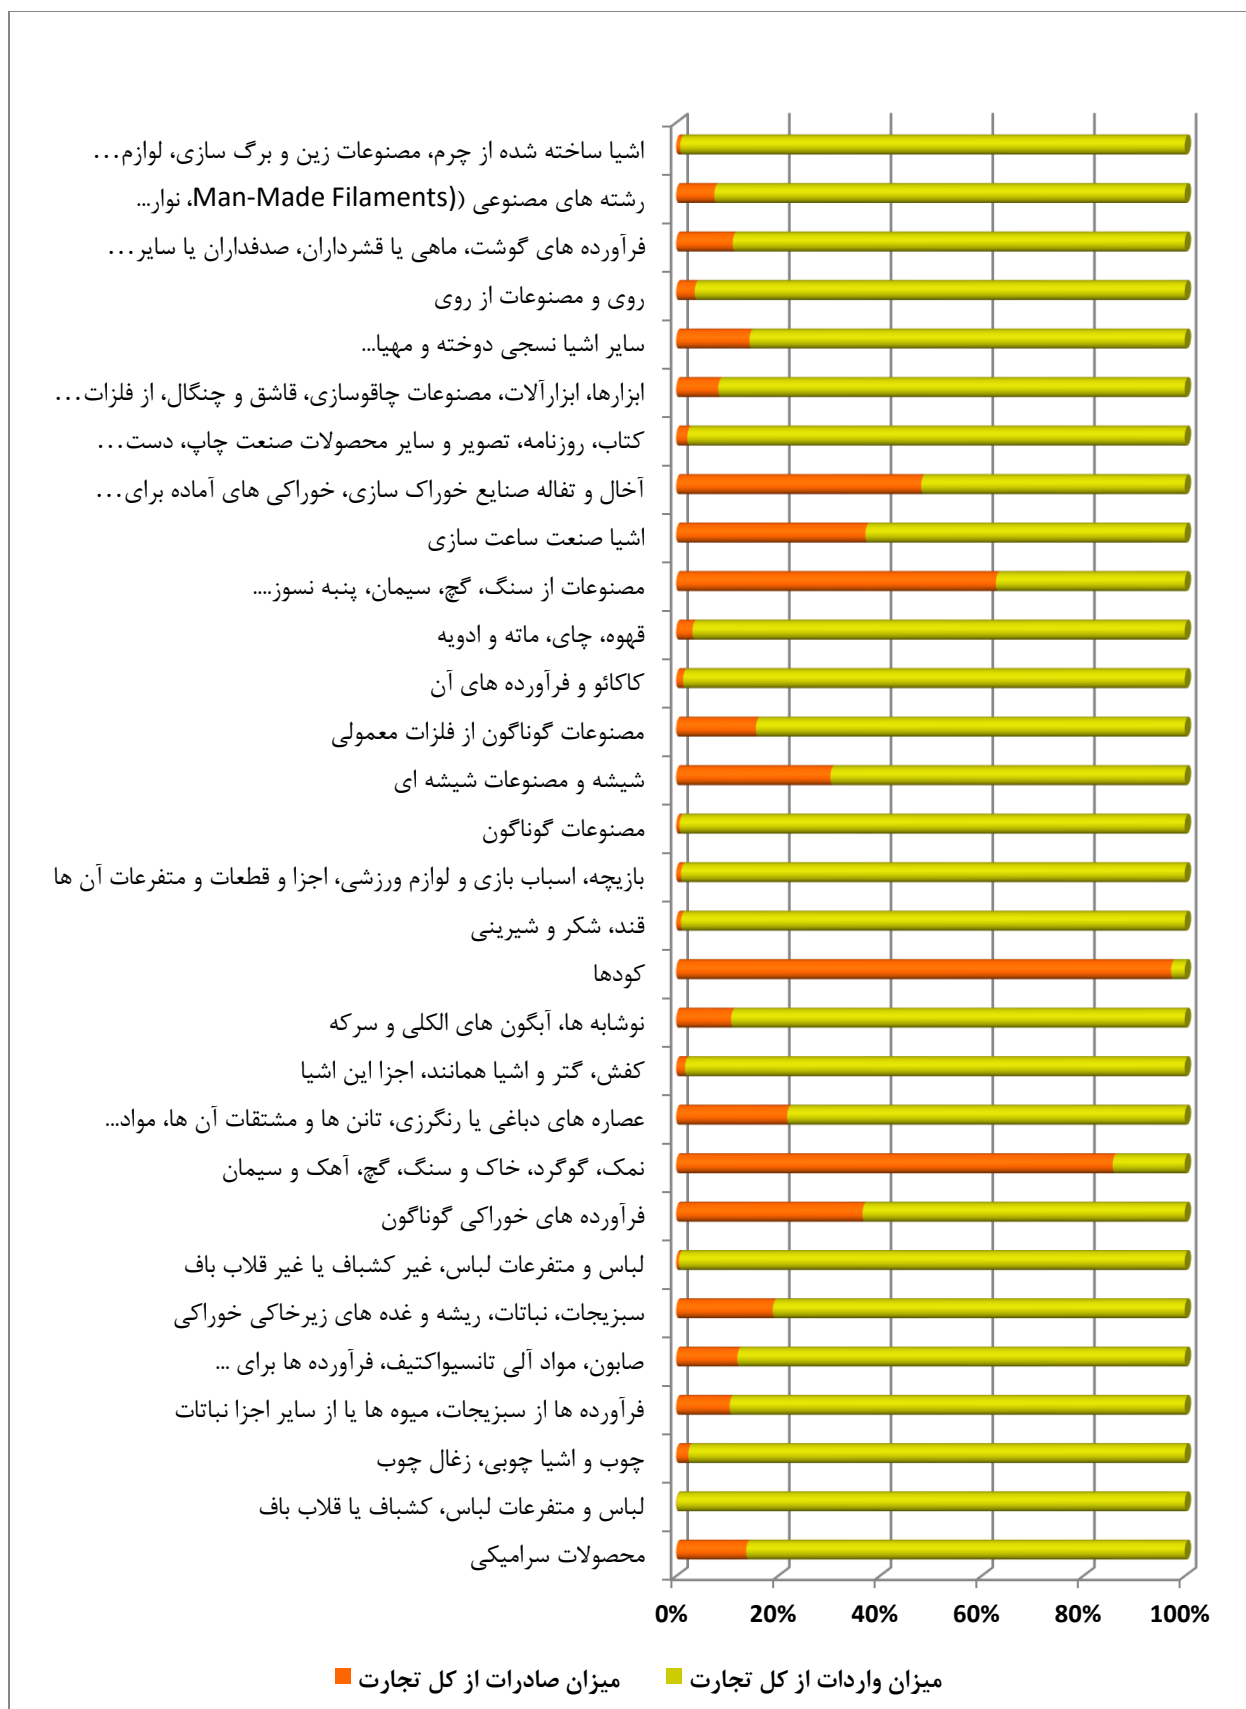 اشیا ساخته شده از چرم، مصنوعات زین و برگ سازی، لوازم...
رشته های مصنوعی ((Man-Made Filaments، نوار...
فرآورده های گوشت، ماهی یا قشرداران، صدفداران یا سایر...
روی و مصنوعات از روی
سایر اشیا نسجی دوخته و مهیا...
ابزارها، ابزارآلات، مصنوعات چاقوسازی، قاشق و چنگال، از فلزات...
کتاب، روزنامه، تصویر و سایر محصولات صنعت چاپ، دست...
آخال و تفاله صنایع خوراک سازی، خوراکی های آماده برای...
اشیا صنعت ساعت سازی
مصنوعات از سنگ، گچ، سیمان، پنبه نسوز....
قهوه، چای، ماته و ادویه
کاکائو و فرآورده های آن
مصنوعات گوناگون از فلزات معمولی
شیشه و مصنوعات شیشه ای
مصنوعات گوناگون
بازیچه، اسباب بازی و لوازم ورزشی، اجزا و قطعات و متفرعات آن ها
قند، شکر و شیرینی
کودها
نوشابه ها، آبگون های الکلی و سرکه
کفش، گتر و اشیا همانند، اجزا این اشیا
عصاره های دباغی یا رنگرزی، تانن ها و مشتقات آن ها، مواد...
نمک، گوگرد، خاک و سنگ، گچ، آهک و سیمان
فرآورده های خوراکی گوناگون
لباس و متفرعات لباس، غیر کشباف یا غیر قلاب باف
سبزیجات، نباتات، ریشه و غده های زیرخاکی خوراکی
صابون، مواد آلی تانسیواکتیف، فرآورده ها برای ...
فرآورده ها از سبزیجات، میوه ها یا از سایر اجزا نباتات
چوب و اشیا چوبی، زغال چوب
لباس و متفرعات لباس، کشباف یا قلاب باف
محصولات سرامیکی
0% 20% 40% 60% 80% 100%
میزان صادرات از کل تجارت میزان واردات از کل تجارت